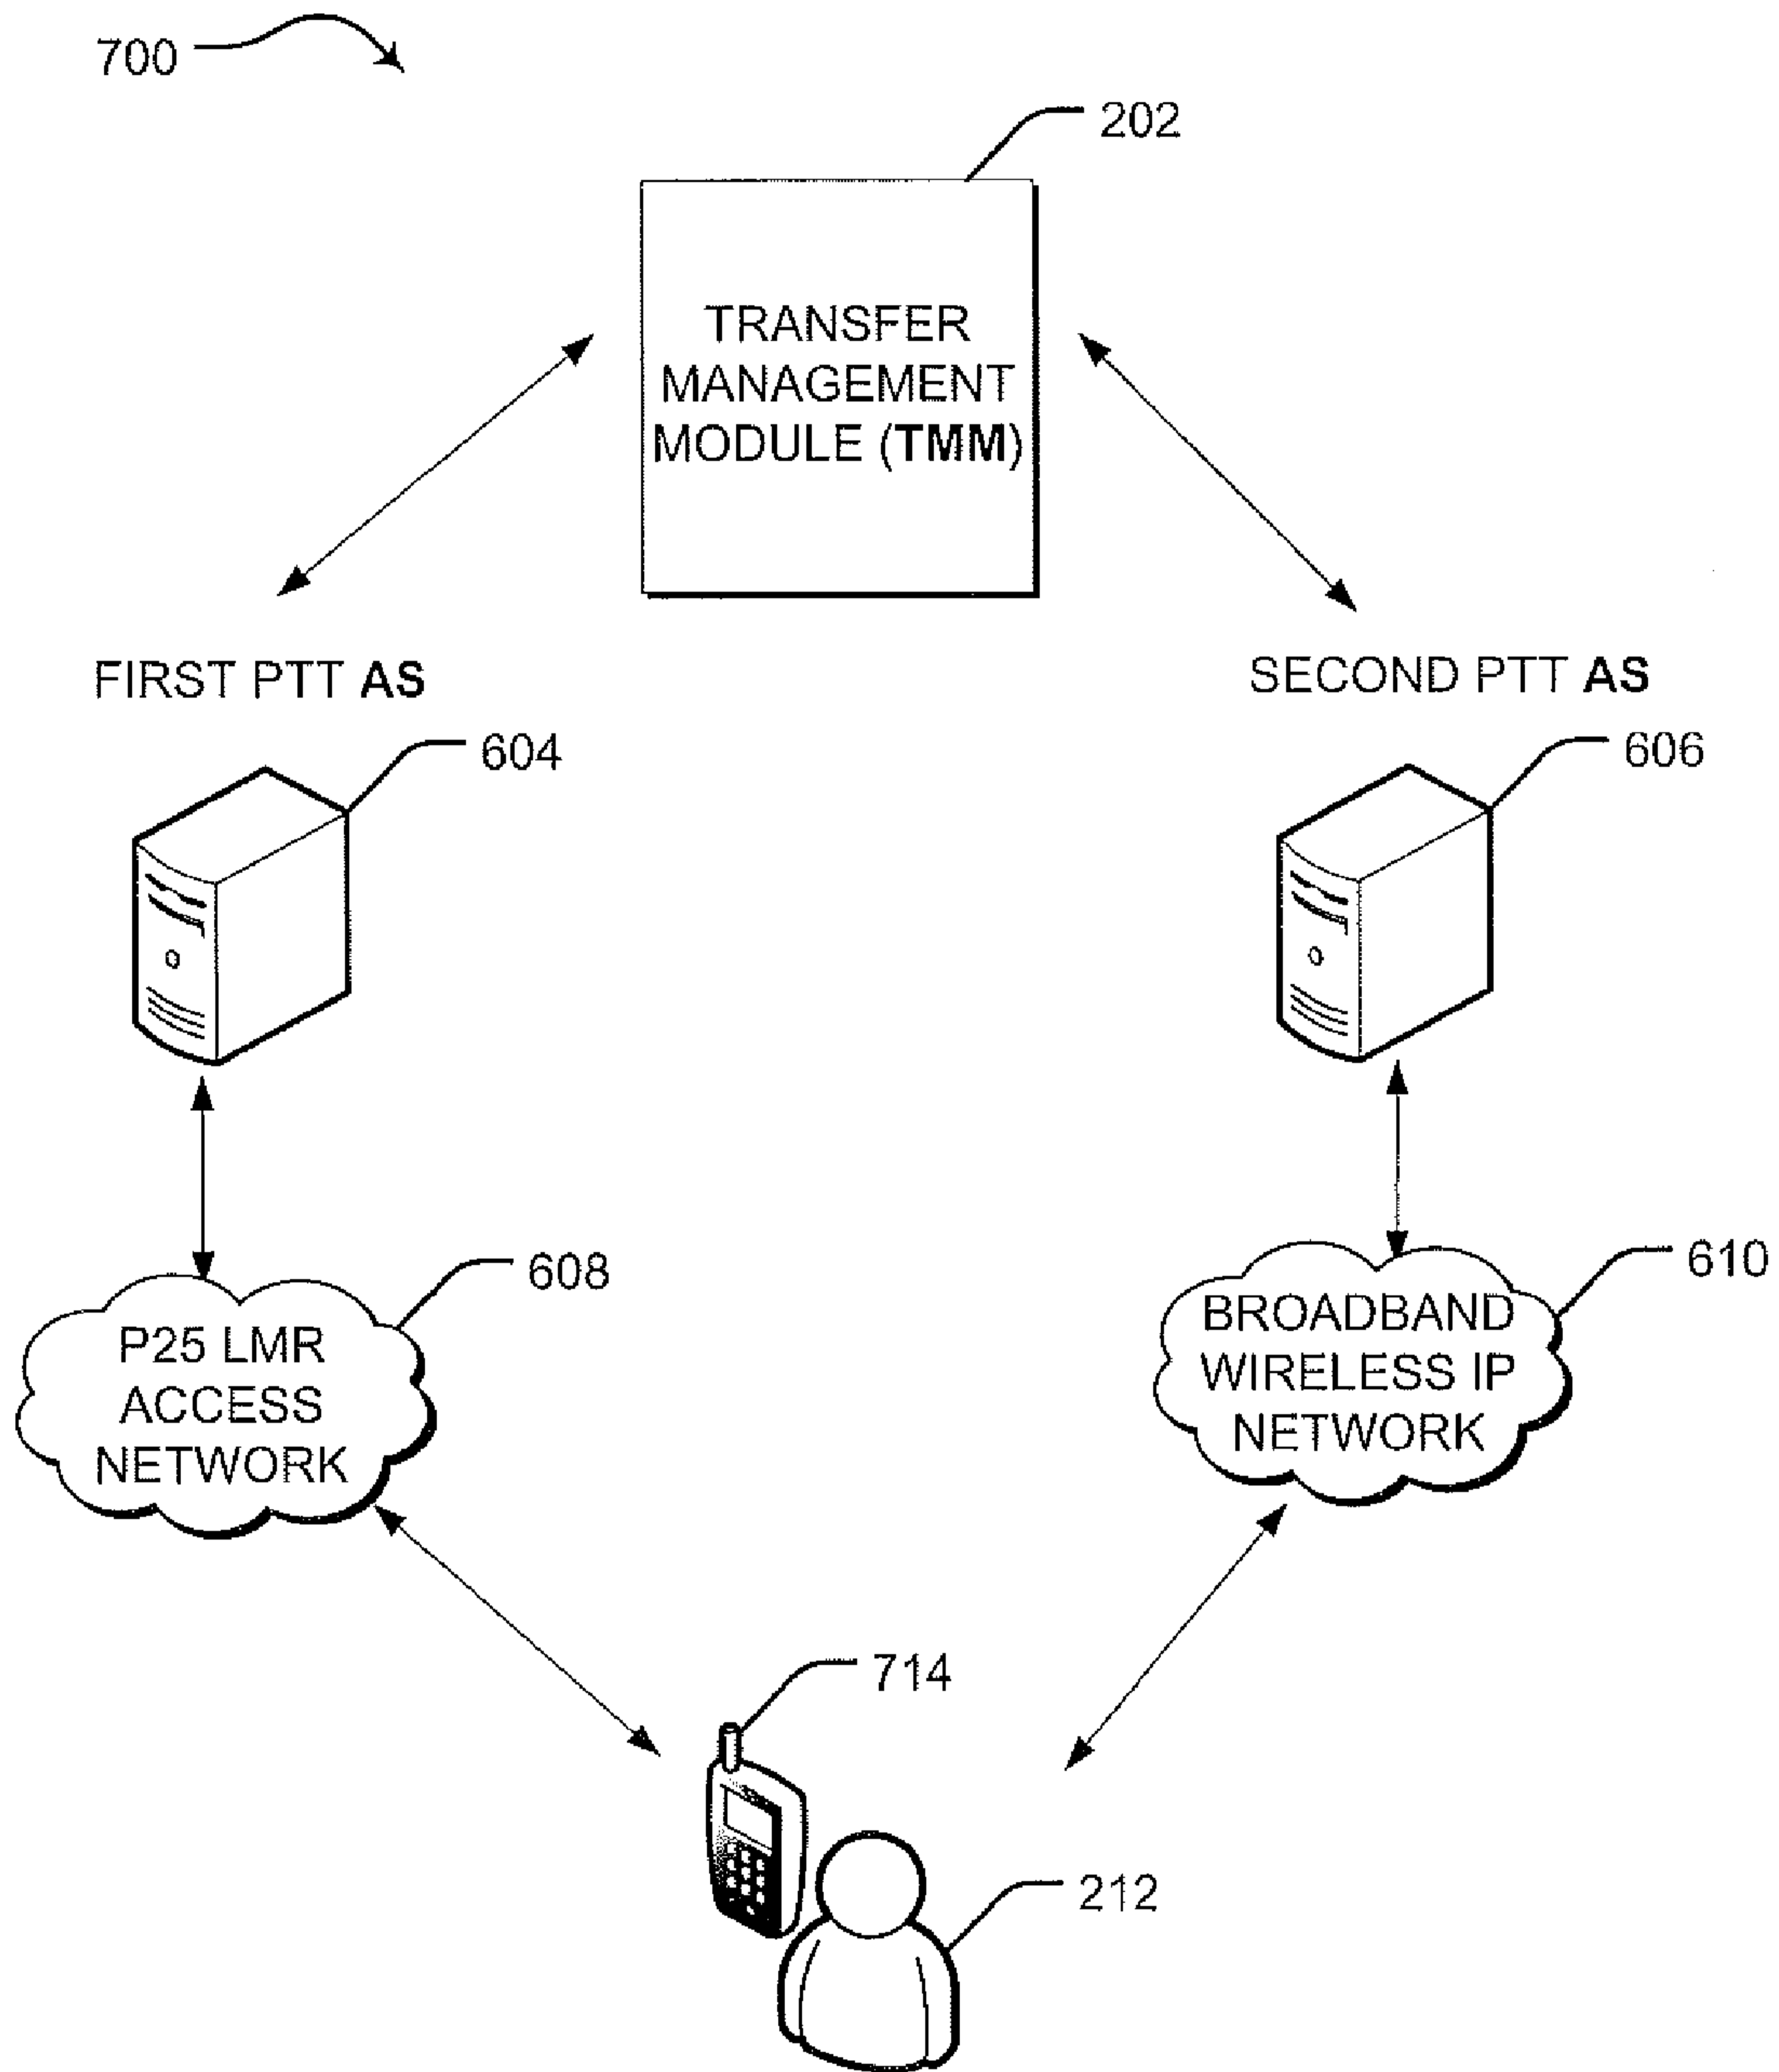 700
202
TRANSFER
MANAGEMENT
MODULE (TMM)
FIRST PTT AS
SECOND PTT AS
604
606
608
610
P25 LMR
ACCESS
NETWORK
BROADBAND
WIRELESS IP
NETWORK
714
212